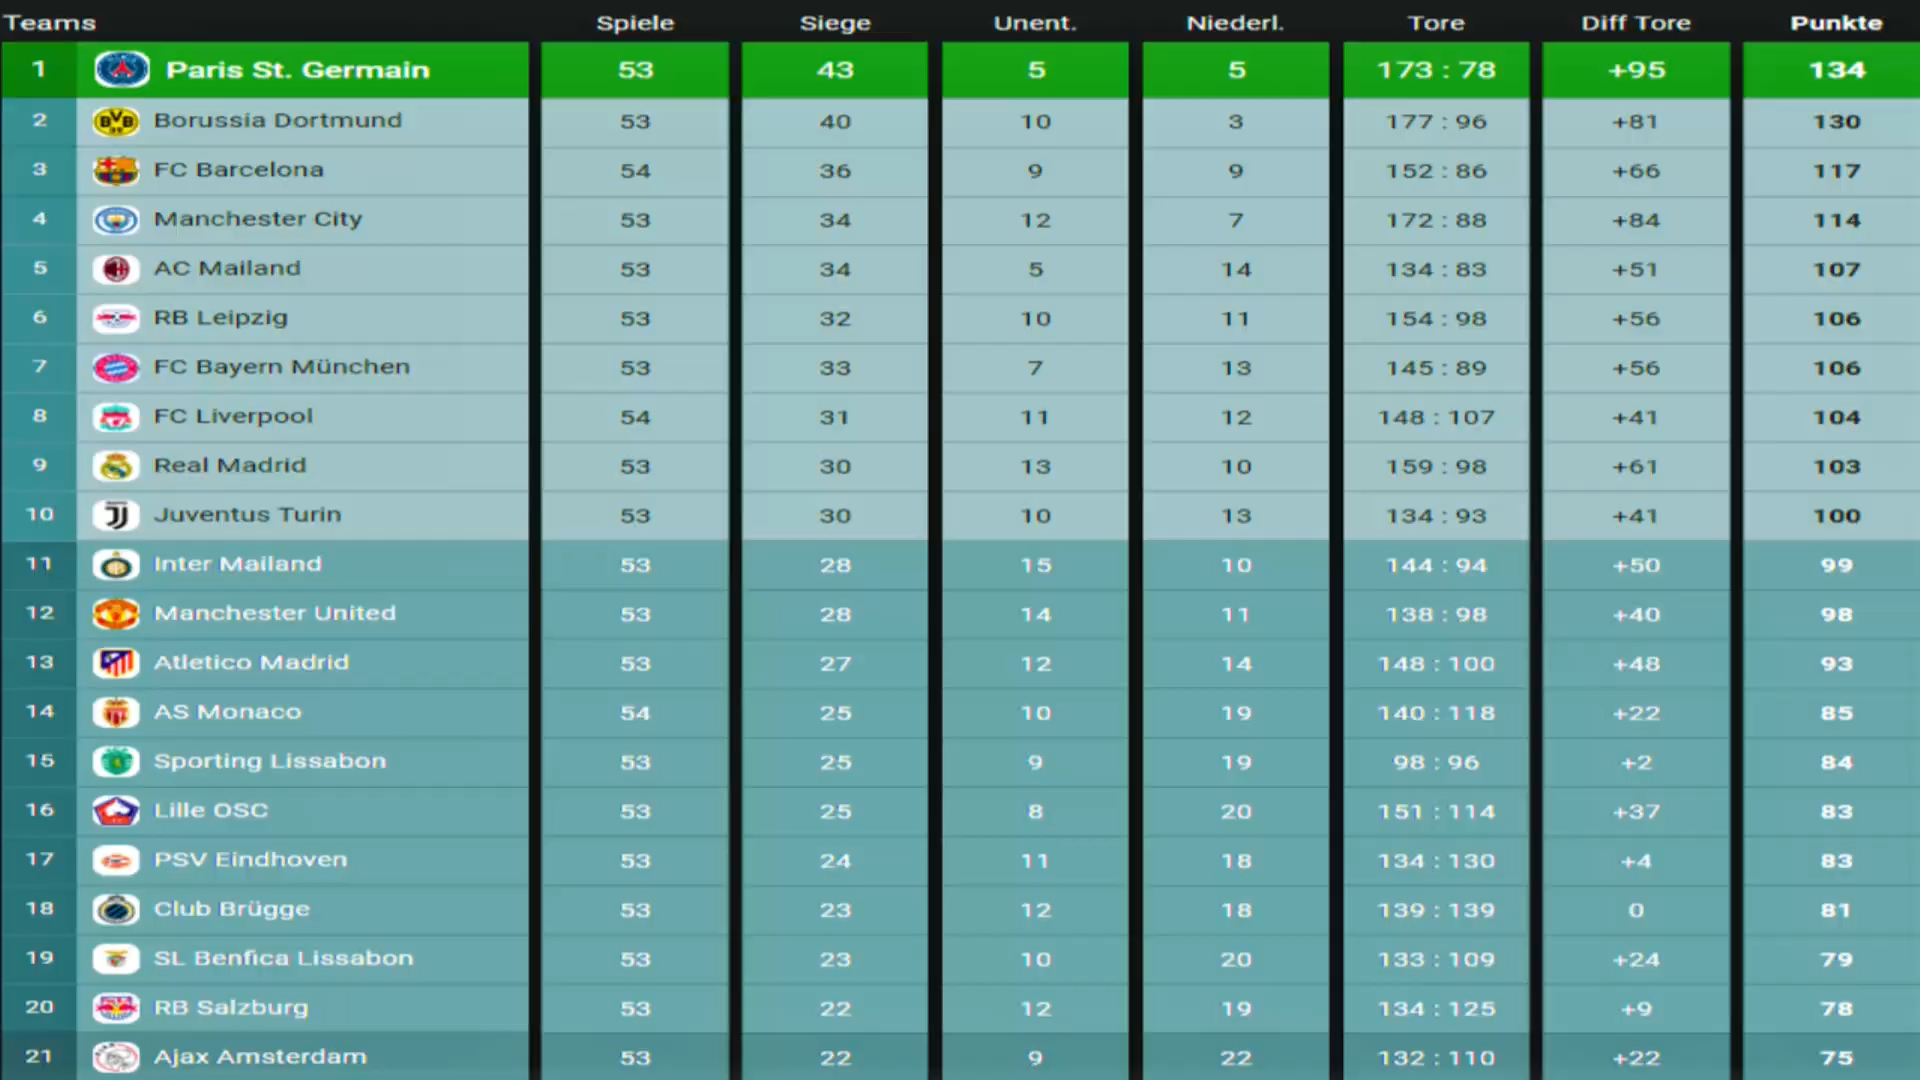 Teams Spiele Siege Unent. Niederl. Tore Diff Tore Punkte
1 Paris St. Germain 53 43 5 5 173 : 78 +95 134
2 BVB 09 Borussia Dortmund 53 40 10 3 177 : 96 +81 130
3 FC Barcelona 54 36 9 9 152 : 86 +66 117
4 Manchester City 53 34 12 7 172 : 88 +84 114
5 AC Mailand 53 34 5 14 134 : 83 +51 107
6 RB Leipzig 53 32 10 11 154 : 98 +56 106
7 FC Bayern München 53 33 7 13 145 : 89 +56 106
8 FC Liverpool 54 31 11 12 148 : 107 +41 104
9 Real Madrid 53 30 13 10 159 : 98 +61 103
10 Juventus Turin 53 30 10 13 134 : 93 +41 100
11 Inter Mailand 53 28 15 10 144 : 94 +50 99
12 Manchester United 53 28 14 11 138 : 98 +40 98
13 Atletico Madrid 53 27 12 14 148 : 100 +48 93
14 AS Monaco 54 25 10 19 140 : 118 +22 85
15 Sporting Lissabon 53 25 9 19 98 : 96 +2 84
16 Lille OSC 53 25 8 20 151 : 114 +37 83
17 PSV Eindhoven 53 24 11 18 134 : 130 +4 83
18 Club Brügge 53 23 12 18 139 : 139 0 81
19 SL Benfica Lissabon 53 23 10 20 133 : 109 +24 79
20 RB Salzburg 53 22 12 19 134 : 125 +9 78
21 Ajax Amsterdam 53 22 9 22 132 : 110 +22 75